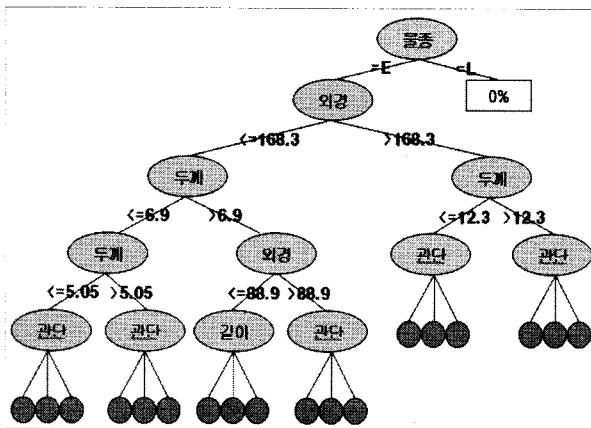 물종
=E =L
외경 0%
<=168.3 >168.3
두께 두께
<=6.9 >6.9 <=12.3 >12.3
두께 외경 관단 관단
<=5.05 >5.05 <=88.9 >88.9
관단 관단 길이 관단